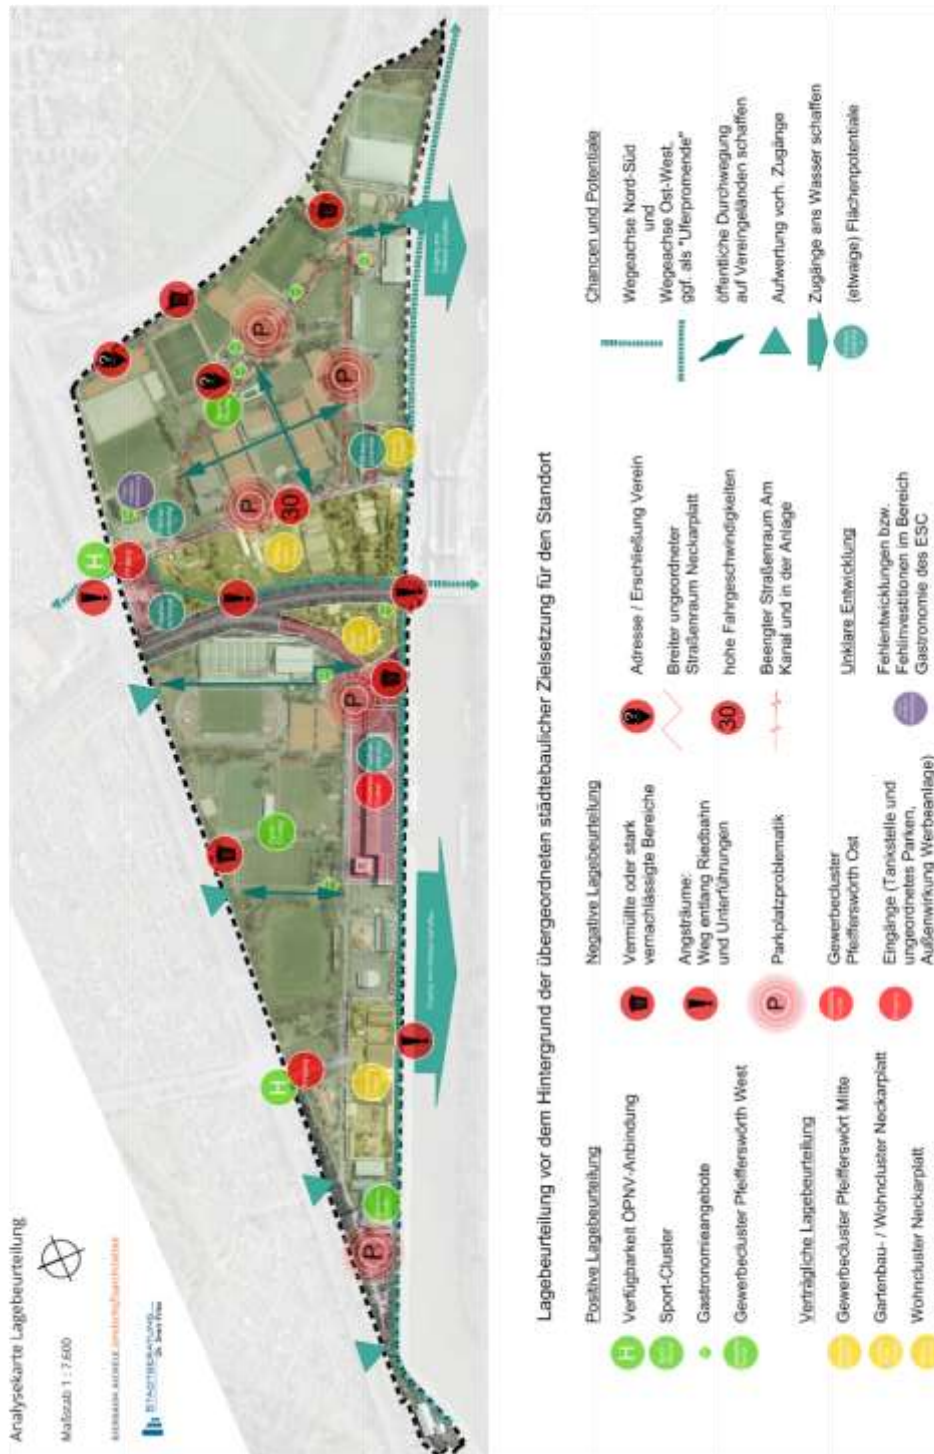 Analysekarte Lagebeurteilung
Maßstab 1 : 7.600
STADTBERATUNG
H
H
P
P
P
P
P
30
Lagebeurteilung vor dem Hintergrund der übergeordneten städtebaulicher Zielsetzung für den Standort
Positive Lagebeurteilung
H
Verfügbarkeit ÖPNV-Anbindung
Sport-Cluster
Gastronomieangebote
Gewerbecluster Pfeifferswörth West
Verträgliche Lagebeurteilung
Gewerbecluster Pfeifferswört Mitte
Gartenbau- / Wohncluster Neckarplatt
Wohncluster Neckarplatt
Negative Lagebeurteilung
Vermüllte oder stark
vernachlässigte Bereiche
Angsträume:
Weg entlang Riedbahn
und Unterführungen
P
Parkplatzproblematik
Gewerbecluster
Pfeifferswörth Ost
Eingänge (Tankstelle und
ungeordnetes Parken,
Außenwirkung Werbeanlage)
?
Adresse / Erschließung Verein
Breiter ungeordneter
Straßenraum Neckarplatt
30
hohe Fahrgeschwindigkeiten
Beengter Straßenraum Am
Kanal und in der Anlage
Unklare Entwicklung
Fehlentwicklungen bzw.
Fehlinvestitionen im Bereich
Gastronomie des ESC
Chancen und Potentiale
Wegeachse Nord-Süd
und
Wegeachse Ost-West,
ggf. als "Uferpromende"
öffentliche Durchwegung
auf Vereingeländen schaffen
Aufwertung vorh. Zugänge
Zugänge ans Wasser schaffen
(etwaige) Flächenpotentiale